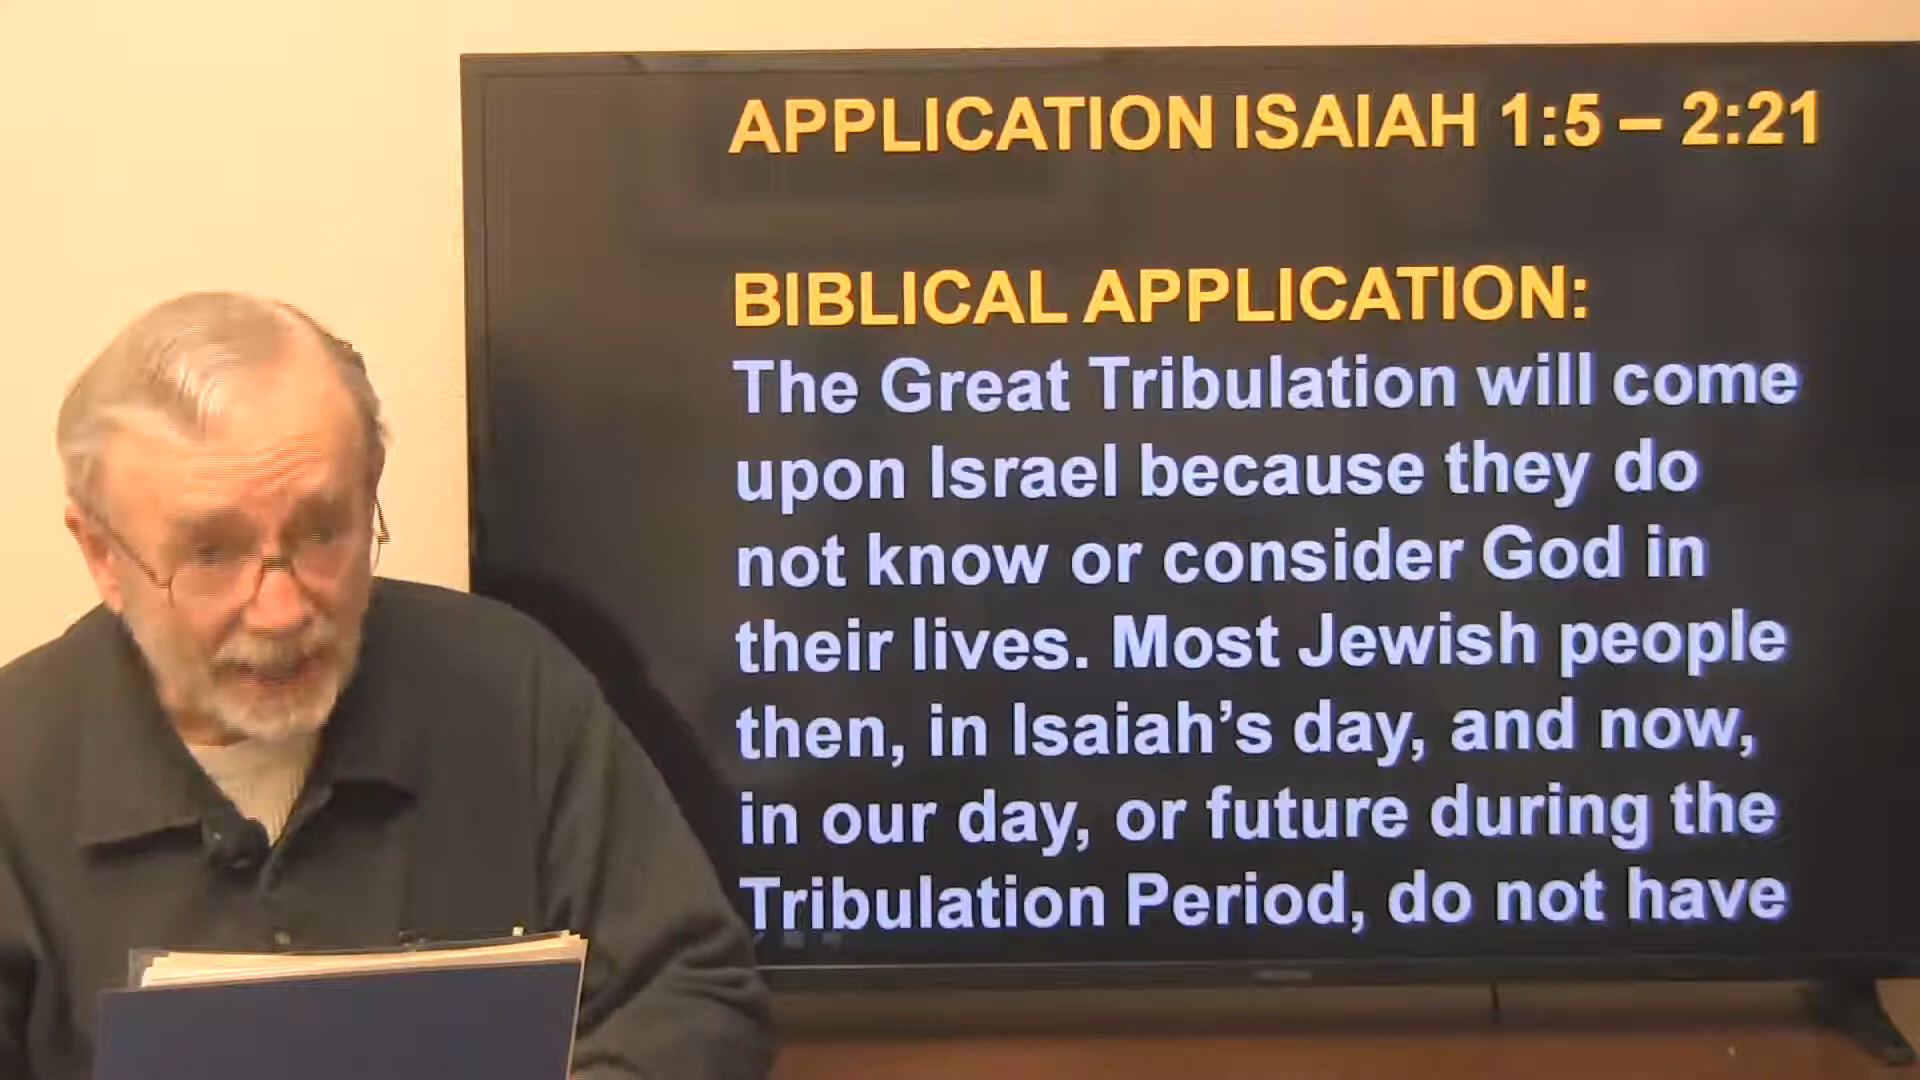 APPLICATION ISAIAH 1:5 – 2:21
BIBLICAL APPLICATION:
The Great Tribulation will come
upon Israel because they do
not know or consider God in
their lives. Most Jewish people
then, in Isaiah’s day, and now,
in our day, or future during the
Tribulation Period, do not have